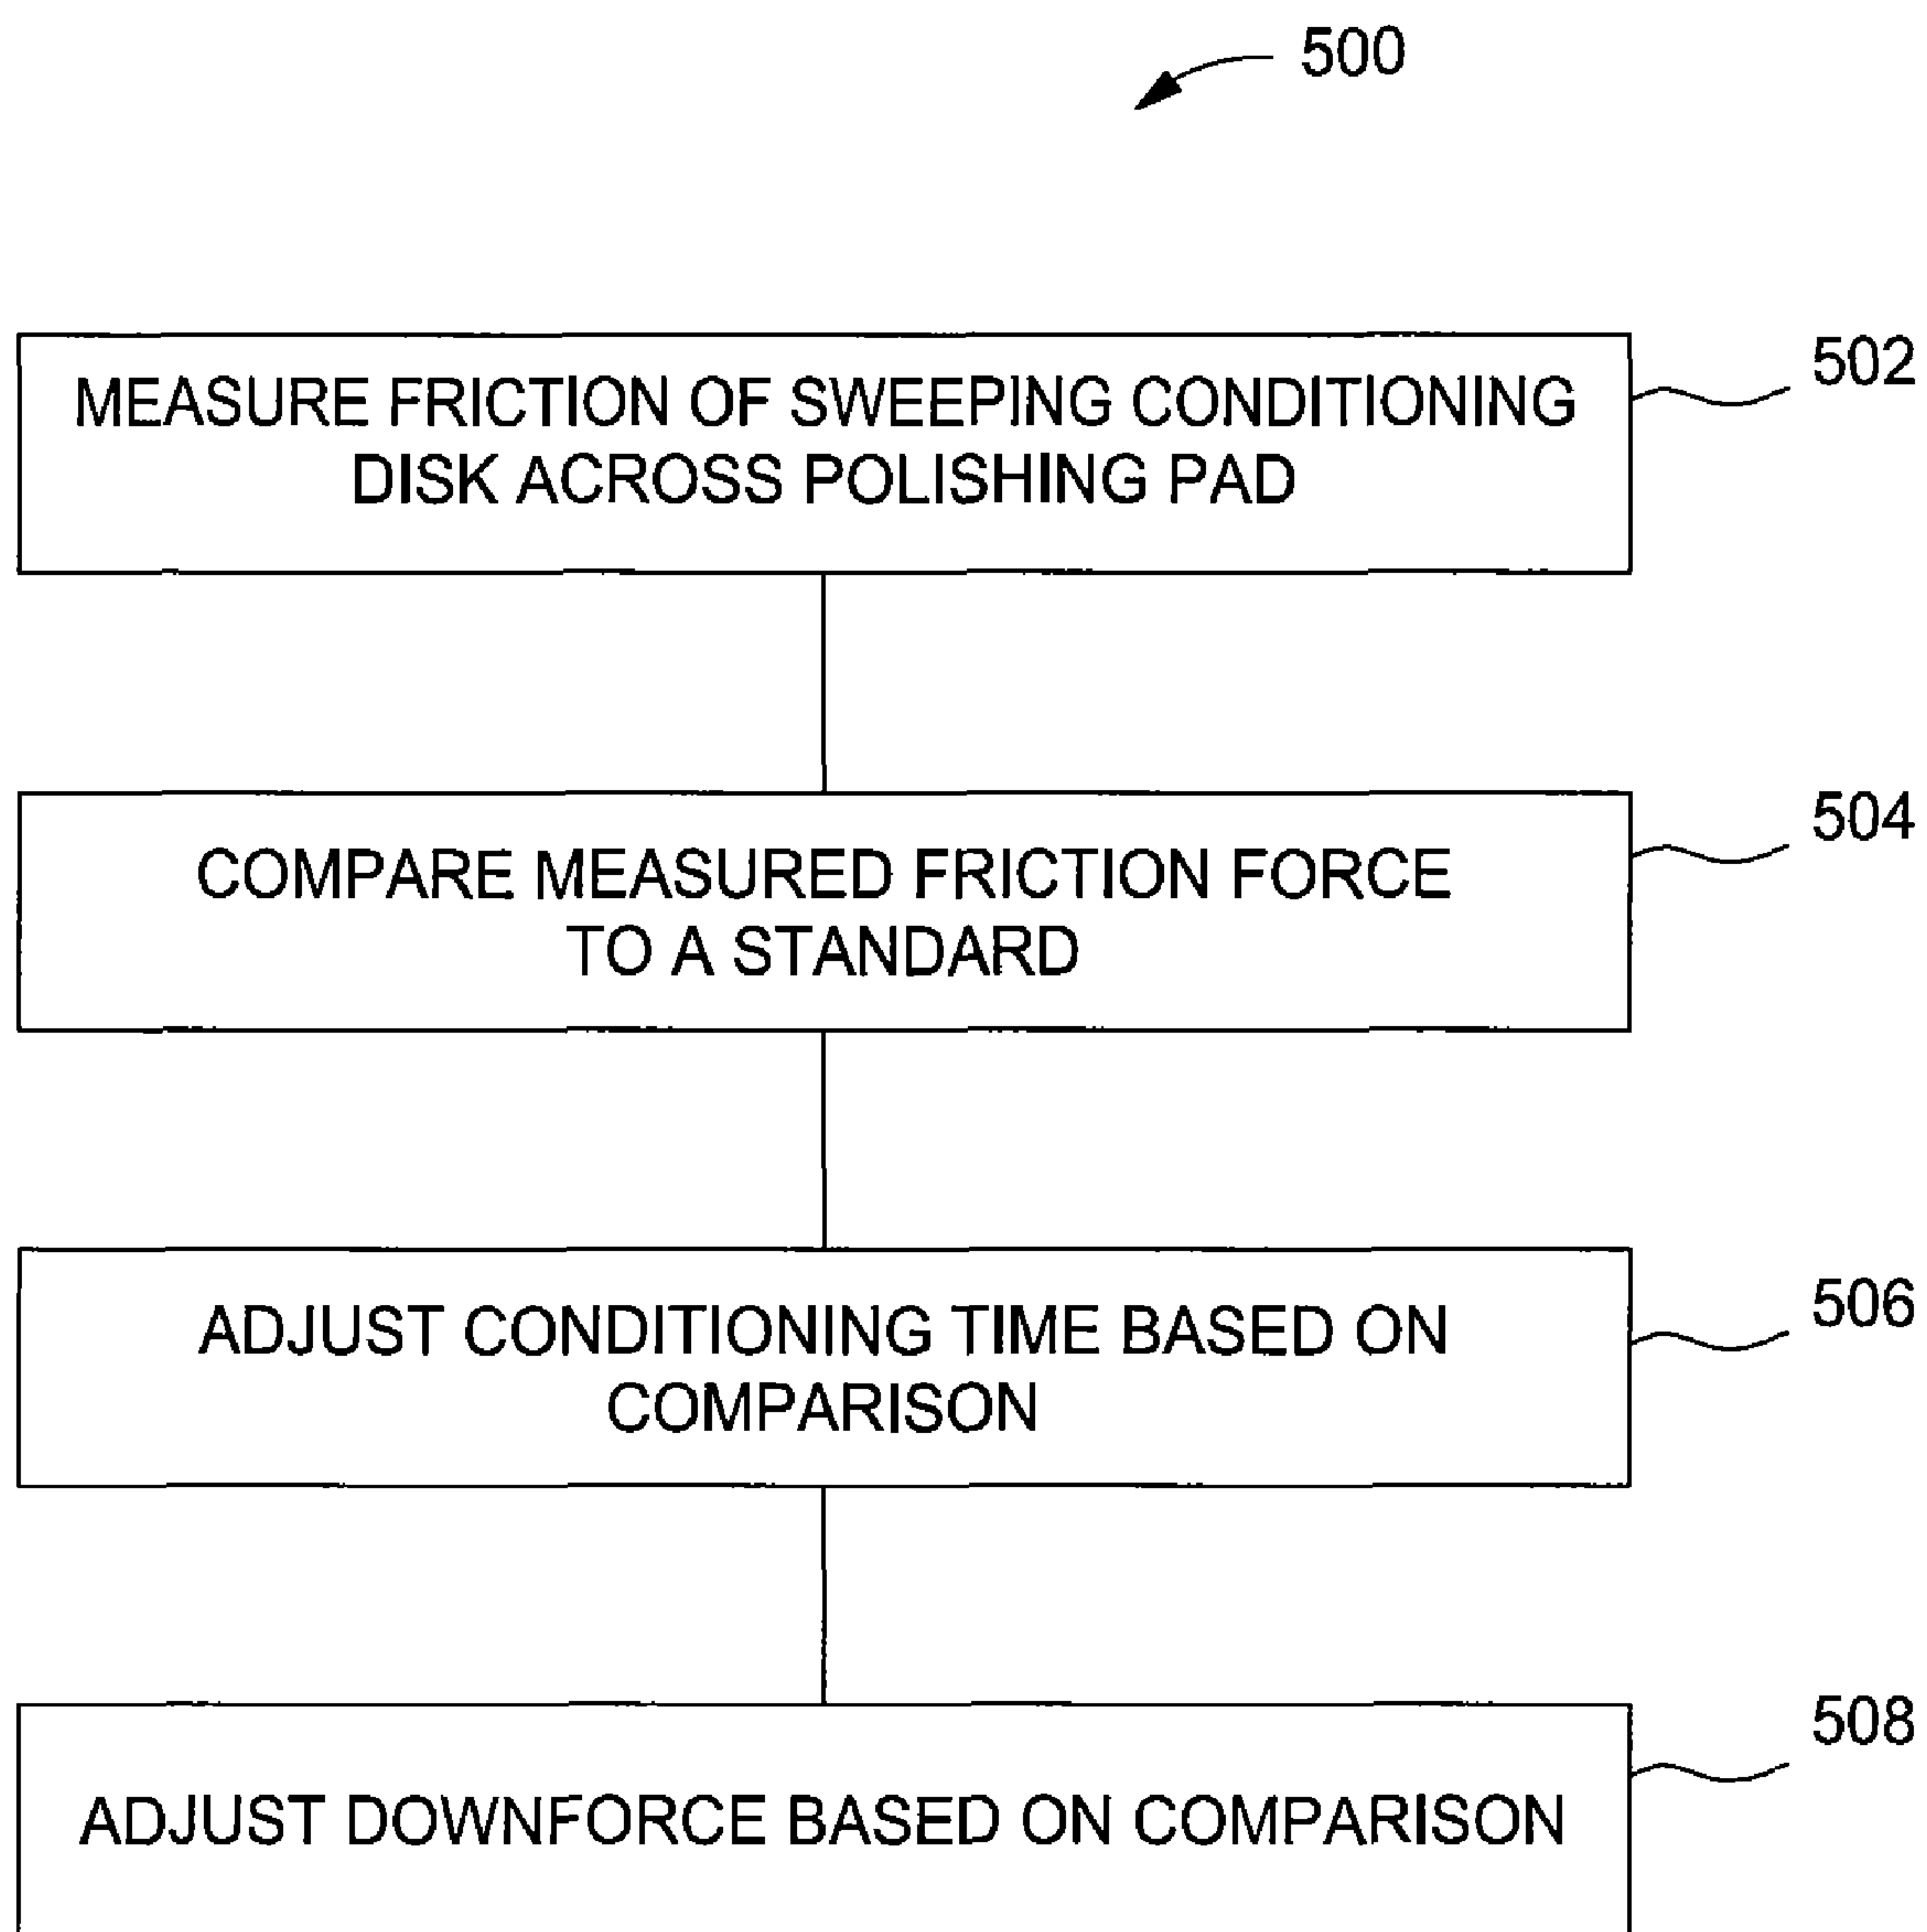 500
MEASURE FRICTION OF SWEEPING CONDITIONING
DISK ACROSS POLISHING PAD
502
COMPARE MEASURED FRICTION FORCE
TO A STANDARD
504
ADJUST CONDITIONING TIME BASED ON
COMPARISON
506
ADJUST DOWNFORCE BASED ON COMPARISON
508